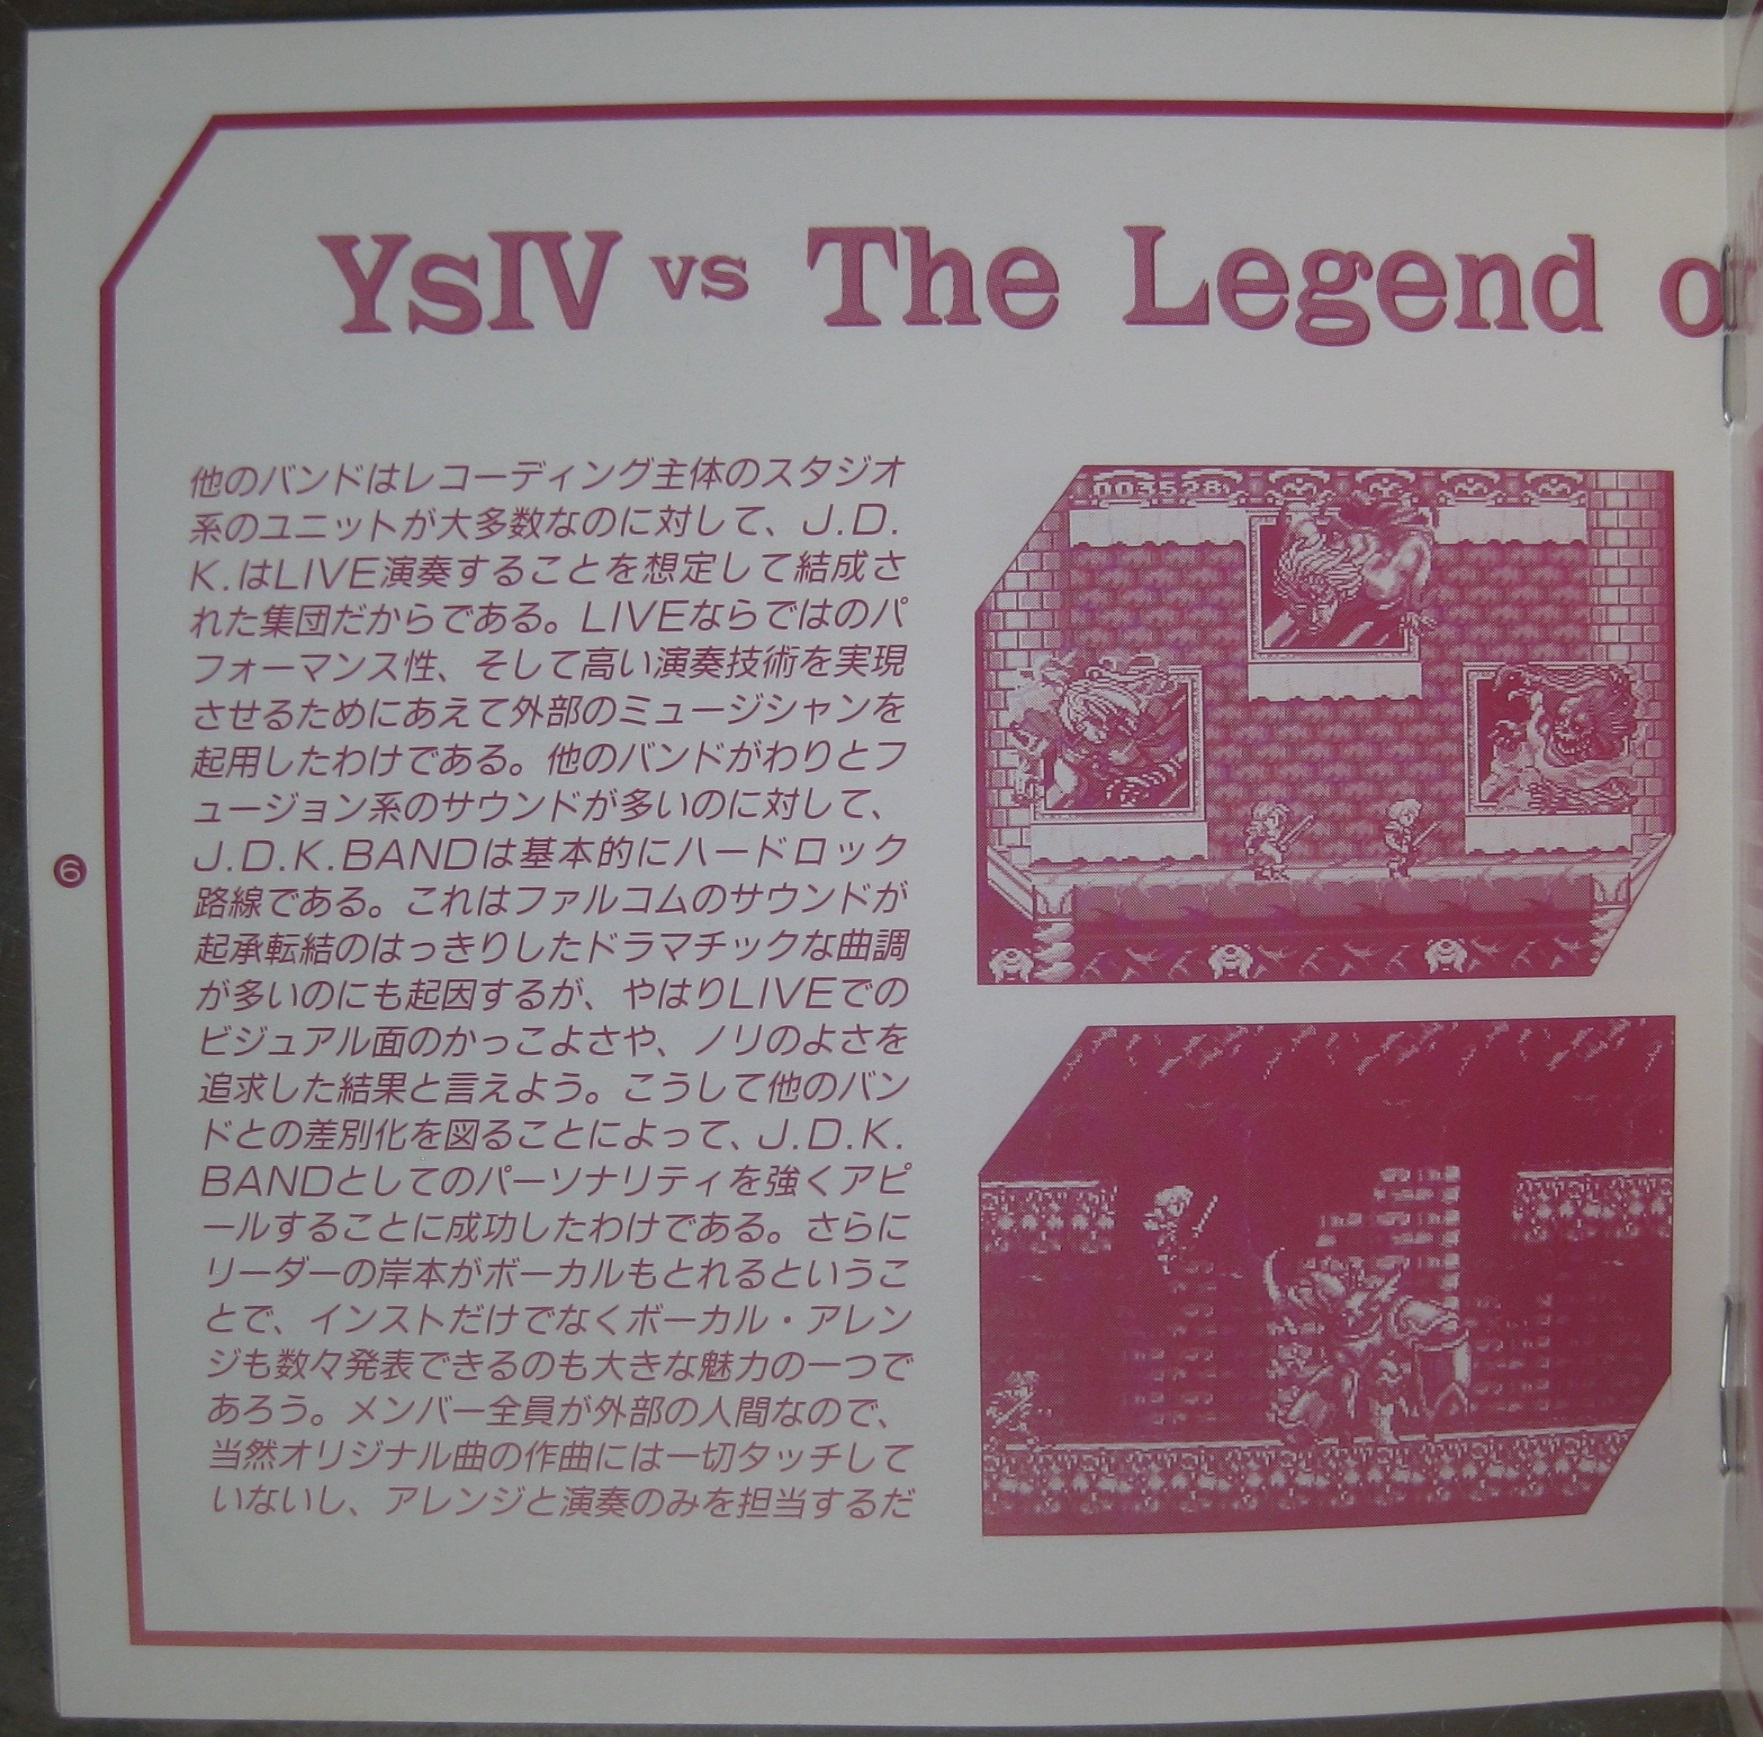 YsIV vs The Legend o
他のバンドはレコーディング主体のスタジオ
系のユニットが大多数なのに対して、J.D.
K.はLIVE演奏することを想定して結成さ
れた集団だからである。LIVEならではのパ
フォーマンス性、そして高い演奏技術を実現
させるためにあえて外部のミュージシャンを
起用したわけである。他のバンドがわりとフ
ュージョン系のサウンドが多いのに対して、
J.D.K.BANDは基本的にハードロック
路線である。これはファルコムのサウンドが
起承転結のはっきりしたドラマチックな曲調
が多いのにも起因するが、やはりLIVEでの
ビジュアル面のかっこよさや、ノリのよさを
追求した結果と言えよう。こうして他のバン
ドとの差別化を図ることによって、J.D.K.
BANDとしてのパーソナリティを強くアピ
ールすることに成功したわけである。さらに
リーダーの岸本がボーカルもとれるというこ
とで、インストだけでなくボーカル・アレン
ジも数々発表できるのも大きな魅力の一つで
あろう。メンバー全員が外部の人間なので、
当然オリジナル曲の作曲には一切タッチして
いないし、アレンジと演奏のみを担当するだ
003528
6